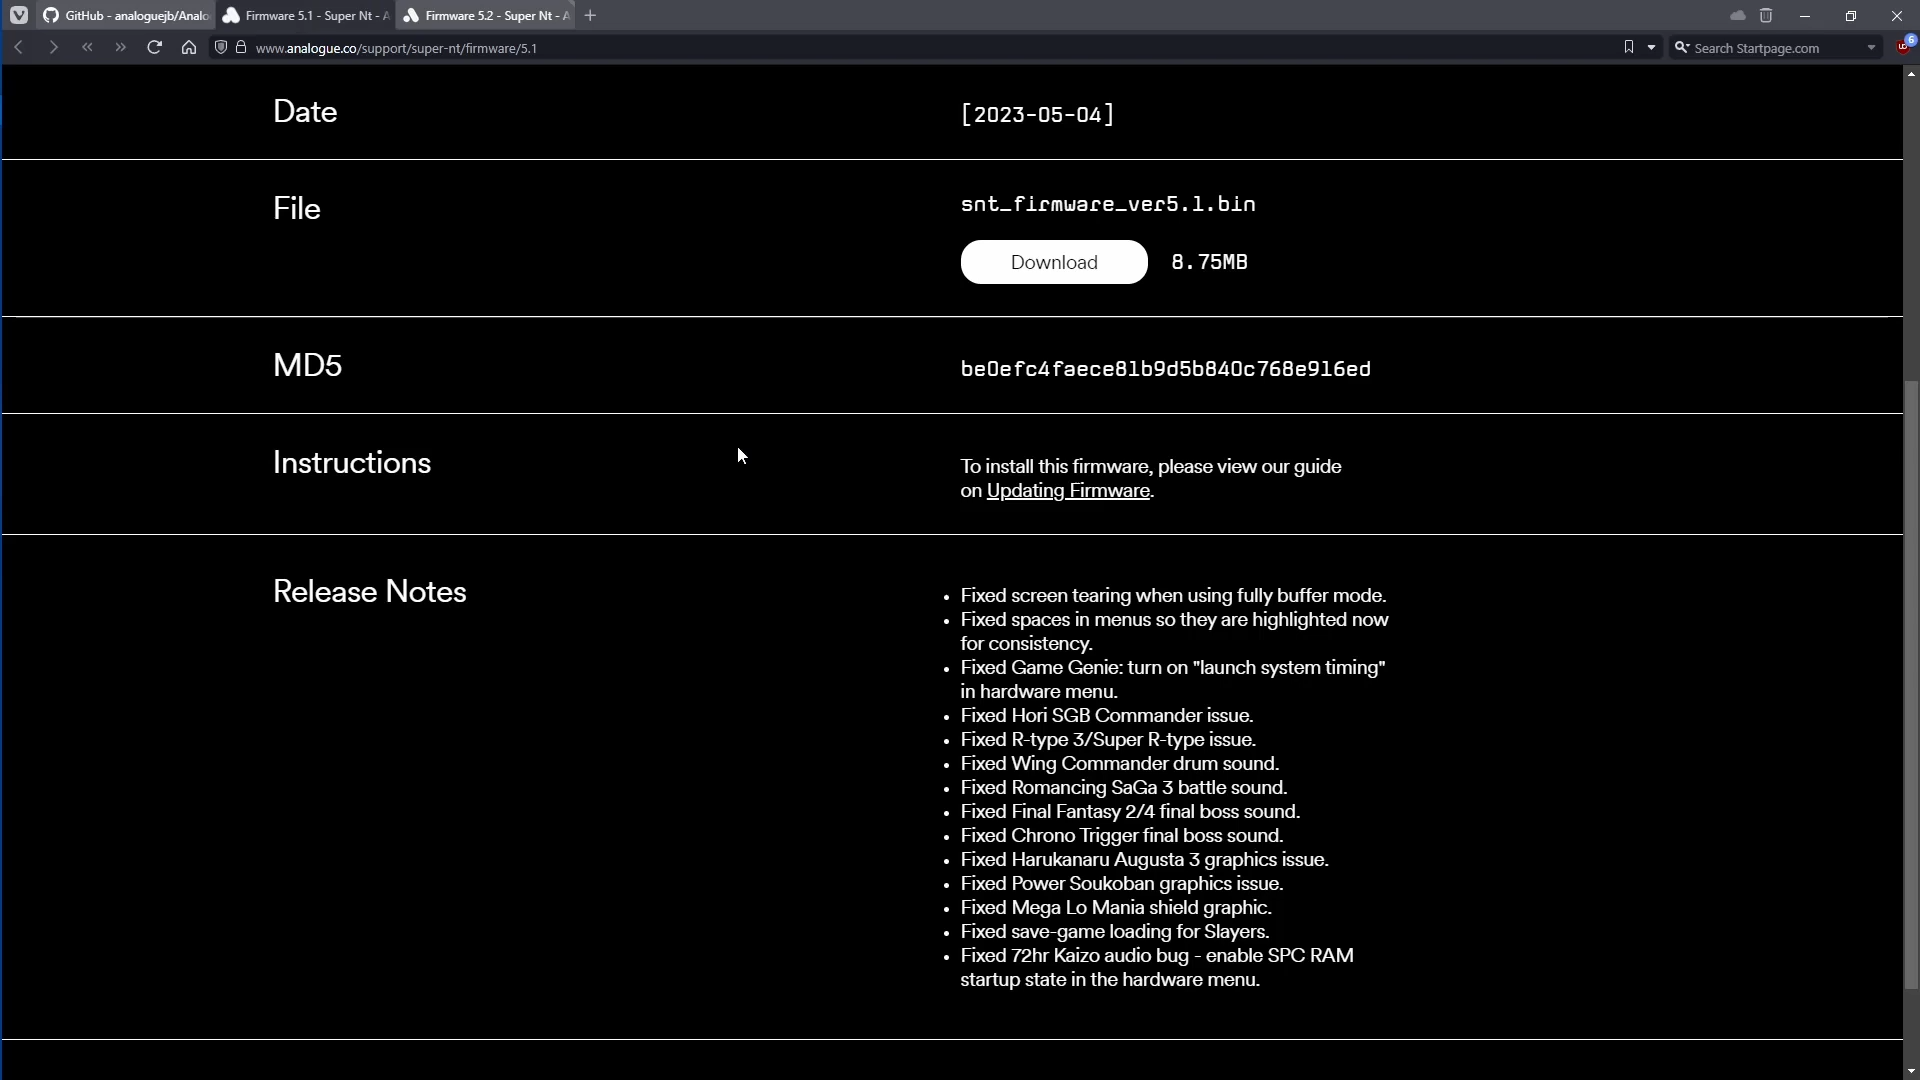 GitHub - analoguejb/Analo
Firmware 5.1 - Super Nt - A
Firmware 5.2 - Super Nt - A
www.analogue.co/support/super-nt/firmware/5.1
Search Startpage.com
6
Date
[2023-05-04]
File
snt_firmware_ver5.1.bin
Download
8.75MB
MD5
be0efc4faece81b9d5b840c768e916ed
Instructions
To install this firmware, please view our guide
on Updating Firmware.
Release Notes
• Fixed screen tearing when using fully buffer mode.
• Fixed spaces in menus so they are highlighted now
for consistency.
• Fixed Game Genie: turn on "launch system timing"
in hardware menu.
• Fixed Hori SGB Commander issue.
• Fixed R-type 3/Super R-type issue.
• Fixed Wing Commander drum sound.
• Fixed Romancing SaGa 3 battle sound.
• Fixed Final Fantasy 2/4 final boss sound.
• Fixed Chrono Trigger final boss sound.
• Fixed Harukanaru Augusta 3 graphics issue.
• Fixed Power Soukoban graphics issue.
• Fixed Mega Lo Mania shield graphic.
• Fixed save-game loading for Slayers.
• Fixed 72hr Kaizo audio bug - enable SPC RAM
startup state in the hardware menu.